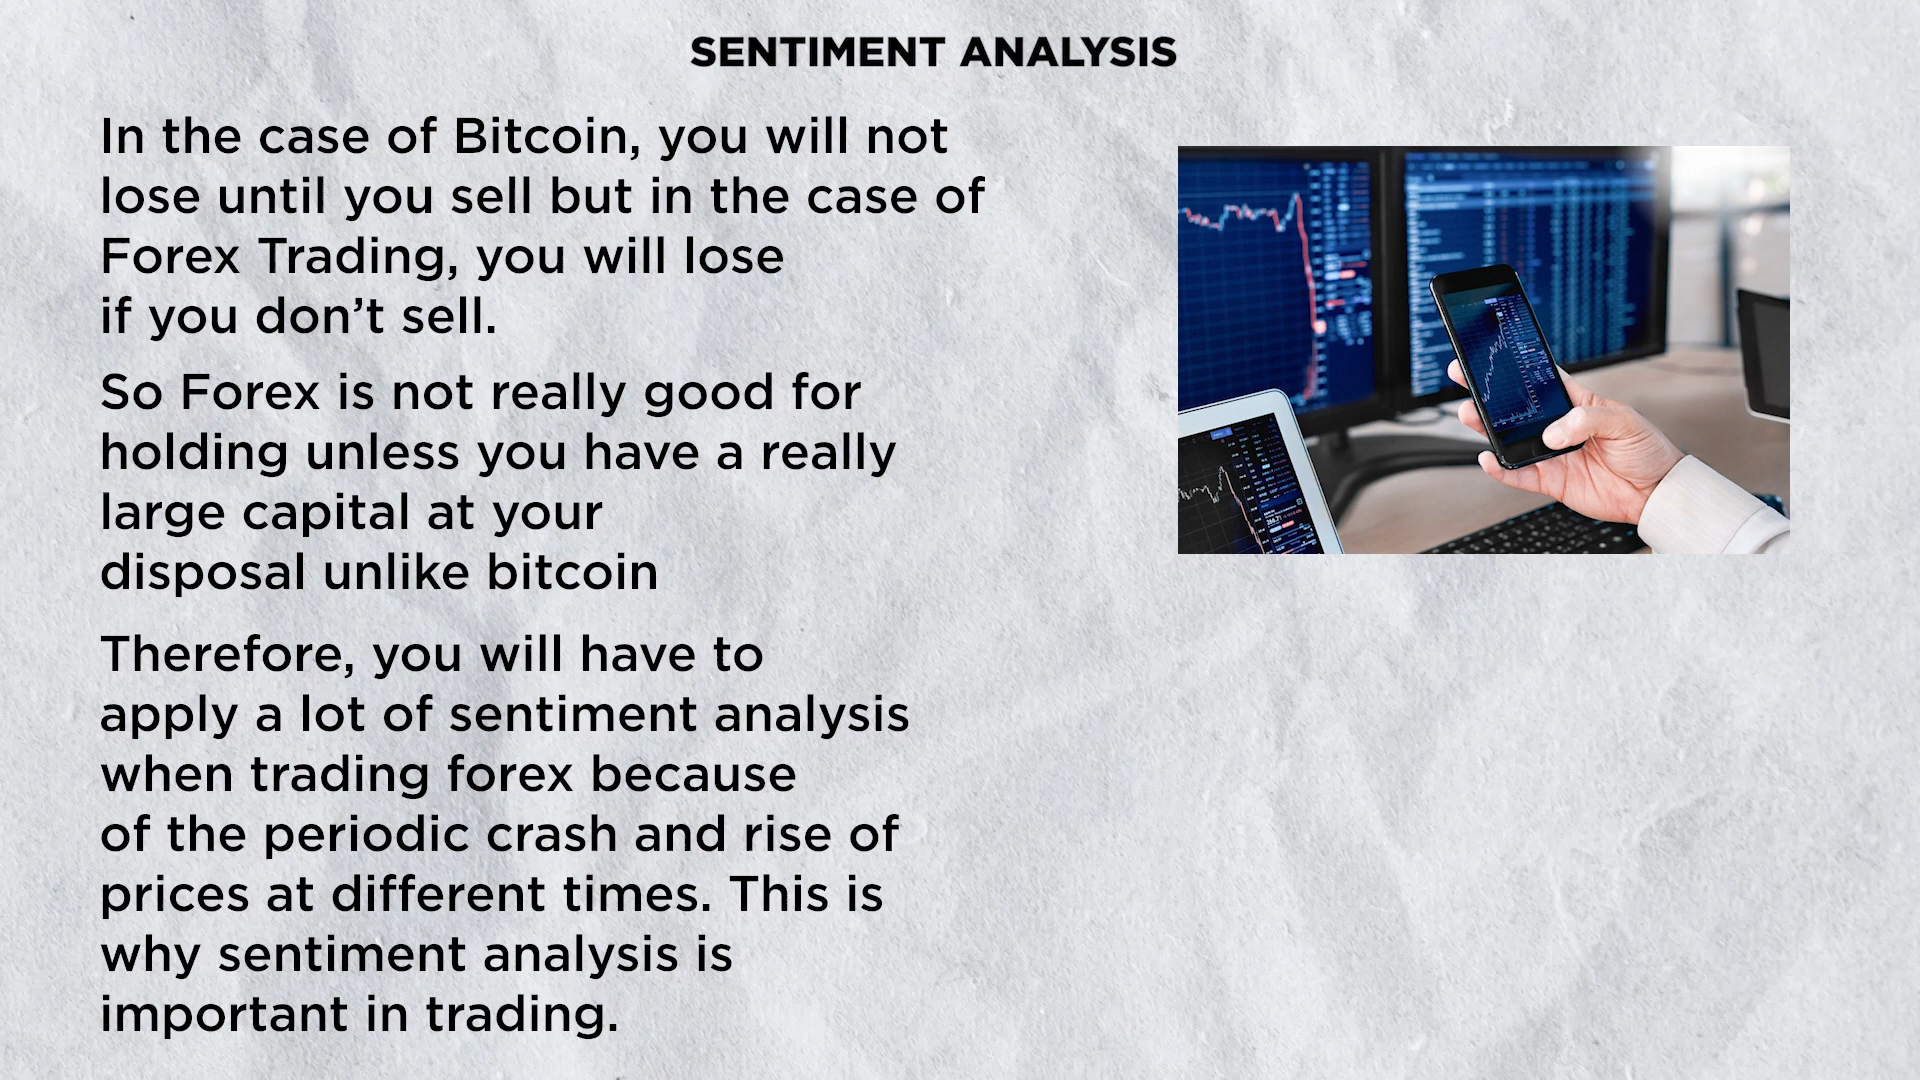 SENTIMENT ANALYSIS
In the case of Bitcoin, you will not
lose until you sell but in the case of
Forex Trading, you will lose
if you don’t sell.
So Forex is not really good for
holding unless you have a really
large capital at your
disposal unlike bitcoin
Therefore, you will have to
apply a lot of sentiment analysis
when trading forex because
of the periodic crash and rise of
prices at different times. This is
why sentiment analysis is
important in trading.